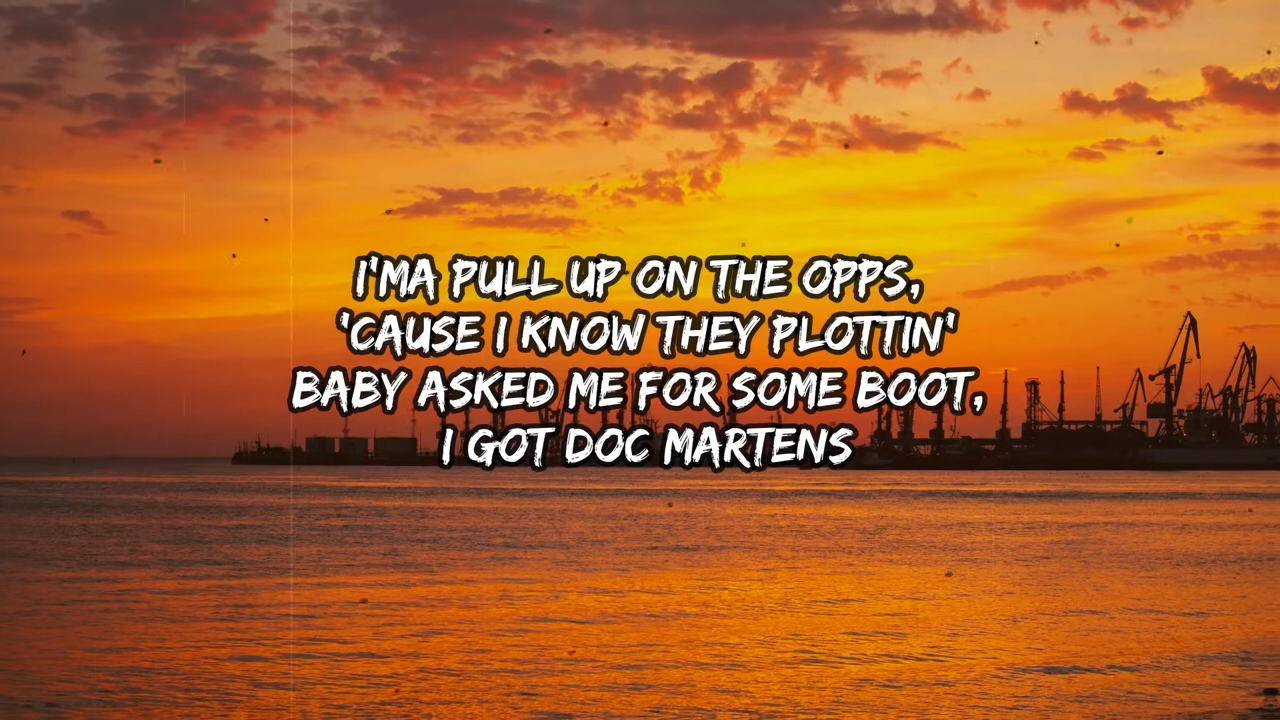 I'MA PULL UP ON THE OPPS,
'CAUSE I KNOW THEY PLOTTIN'
BABY ASKED ME FOR SOME BOOT,
I GOT DOC MARTENS